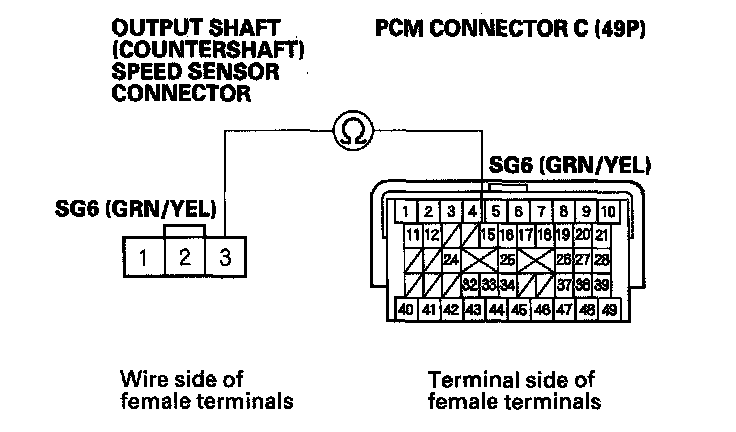 OUTPUT SHAFT
(COUNTERSHAFT)
SPEED SENSOR
CONNECTOR
PCM CONNECTOR C (49P)
Ω
SG6 (GRN/YEL)
SG6 (GRN/YEL)
1 2 3
1 2 3 4 5 6 7 8 9 10
11 12 15 16 17 18 19 20 21
24 25 26 27 28
32 33 34 37 38 39
40 41 42 43 44 45 46 47 48 49
Wire side of
female terminals
Terminal side of
female terminals